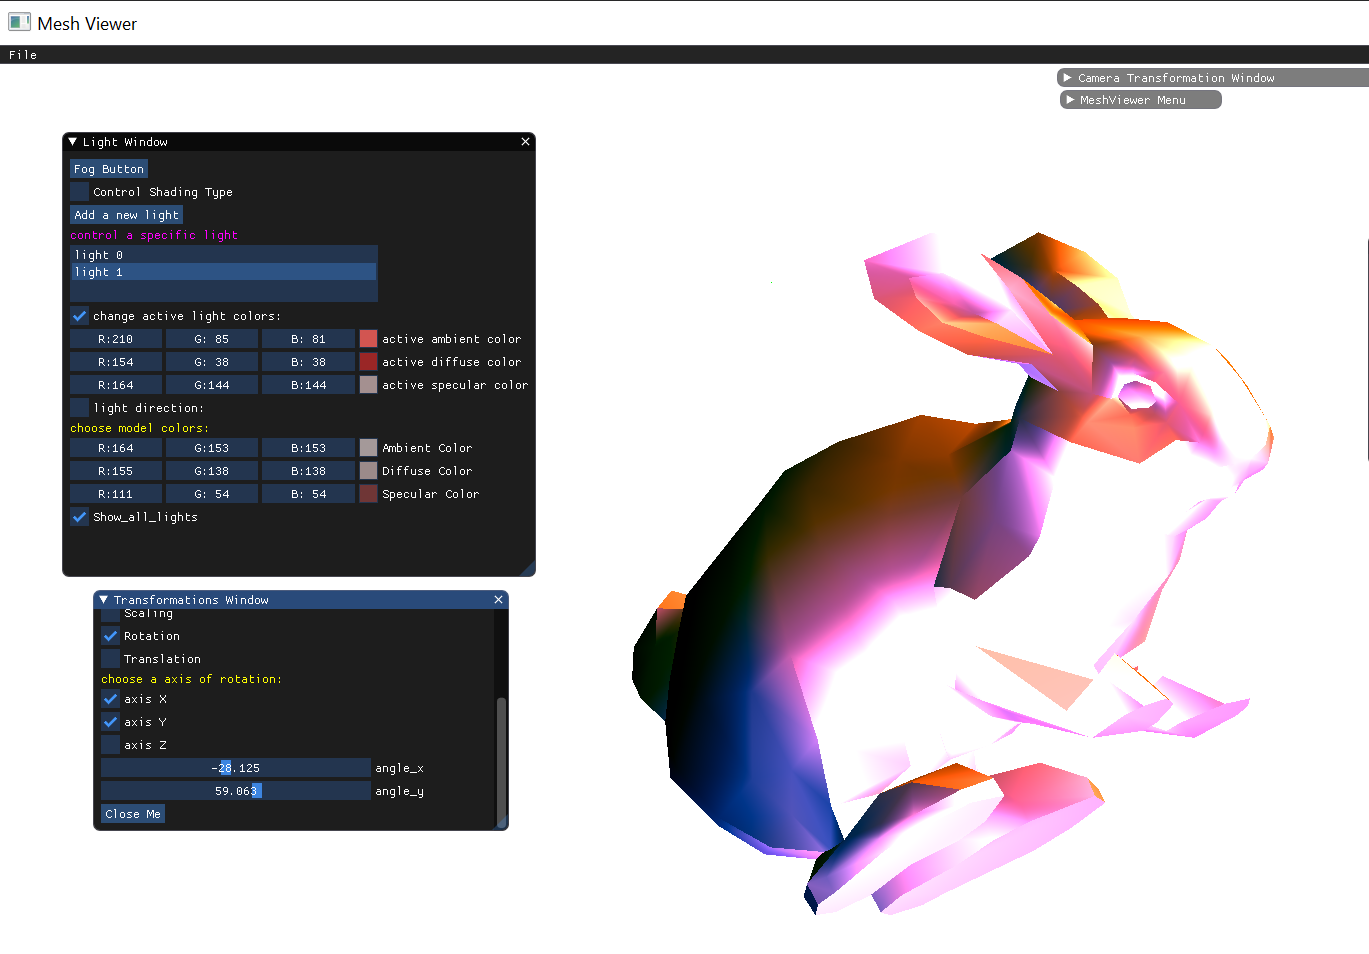 Mesh Viewer
File
Camera Transformation Window
MeshViewer Menu
Light Window
Fog Button
Control Shading Type
Add a new light
control a specific light
light 0
light 1
change active light colors:
R:210 G: 85 B: 81 active ambient color
R:154 G: 38 B: 38 active diffuse color
R:164 G:144 B:144 active specular color
light direction:
choose model colors:
R:164 G:153 B:153 Ambient Color
R:155 G:138 B:138 Diffuse Color
R:111 G: 54 B: 54 Specular Color
Show_all_lights
Transformations Window
Scaling
Rotation
Translation
choose a axis of rotation:
axis X
axis Y
axis Z
-28.125 angle_x
59.063 angle_y
Close Me